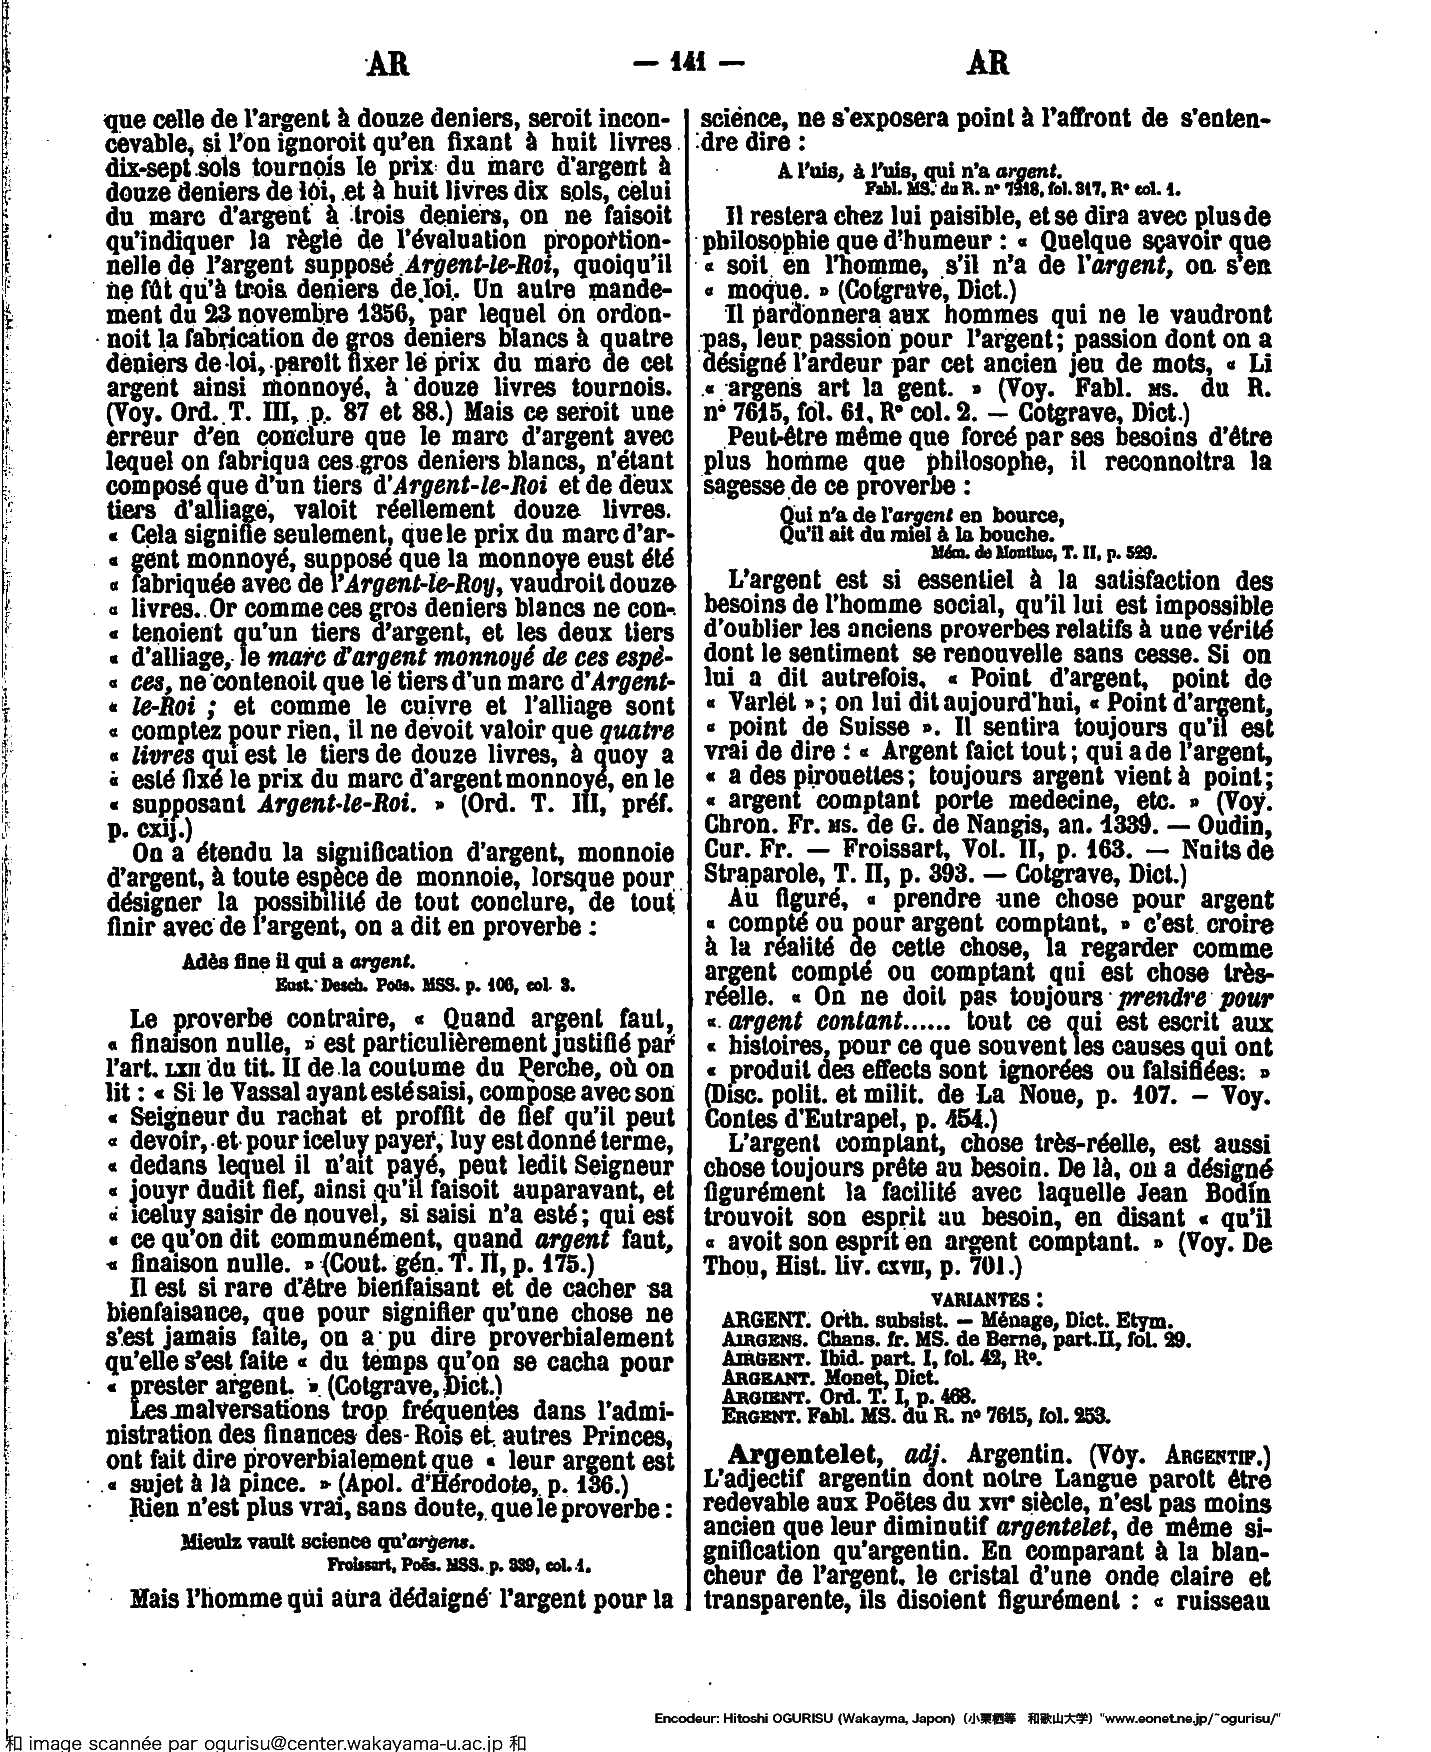 AR — 141 — AR
que celle de l'argent à douze deniers, seroit incon-
cevable, si l'on ignoroit qu'en fixant à huit livres
dix-sept sols tournois le prix du marc d'argent à
douze deniers de loi, et à huit livres dix sols, celui
du marc d'argent à trois deniers, on ne faisoit
qu'indiquer la règle de l'évaluation proportion-
nelle de l'argent supposé Argent-le-Roi, quoiqu'il
ne fût qu'à trois deniers de loi. Un autre mande-
ment du 23 novembre 1356, par lequel on ordon-
noit la fabrication de gros deniers blancs à quatre
deniers de loi, paroît fixer le prix du marc de cet
argent ainsi monnoyé, à douze livres tournois.
(Voy. Ord. T. III, p. 87 et 88.) Mais ce seroit une
erreur d'en conclure que le marc d'argent avec
lequel on fabriqua ces gros deniers blancs, n'étant
composé que d'un tiers d'Argent-le-Roi et de deux
tiers d'alliage, valoit réellement douze livres.
« Cela signifie seulement, que le prix du marc d'ar-
« gent monnoyé, supposé que la monnoye eust été
« fabriquée avec de l'Argent-le-Roy, vaudroit douze
« livres. Or comme ces gros deniers blancs ne con-
« tenoient qu'un tiers d'argent, et les deux tiers
« d'alliage, le marc d'argent monnoyé de ces espè-
« ces, ne contenoit que le tiers d'un marc d'Argent-
« le-Roi ; et comme le cuivre et l'alliage sont
« comptez pour rien, il ne devoit valoir que quatre
« livres qui est le tiers de douze livres, à quoy a
« esté fixé le prix du marc d'argent monnoyé, en le
« supposant Argent-le-Roi. » (Ord. T. III, préf.
p. cxij.)
On a étendu la signification d'argent, monnoie
d'argent, à toute espèce de monnoie, lorsque pour
désigner la possibilité de tout conclure, de tout
finir avec de l'argent, on a dit en proverbe :
Adès fine il qui a argent.
Eust. Desch. Poës. MSS. p. 106, col. 3.
Le proverbe contraire, « Quand argent faut,
« finaison nulle, » est particulièrement justifié par
l'art. LXII du tit. II de la coutume du Perche, où on
lit : « Si le Vassal ayant esté saisi, compose avec son
« Seigneur du rachat et proffit de fief qu'il peut
« devoir, et pour iceluy payer, luy est donné terme,
« dedans lequel il n'ait payé, peut ledit Seigneur
« jouyr dudit fief, ainsi qu'il faisoit auparavant, et
« iceluy saisir de nouvel, si saisi n'a esté ; qui est
« ce qu'on dit communément, quand argent faut,
« finaison nulle. » (Cout. gén. T. II, p. 175.)
Il est si rare d'être bienfaisant et de cacher sa
bienfaisance, que pour signifier qu'une chose ne
s'est jamais faite, on a pu dire proverbialement
qu'elle s'est faite « du temps qu'on se cacha pour
« prester argent. » (Cotgrave, Dict.)
Les malversations trop fréquentes dans l'admi-
nistration des finances des Rois et autres Princes,
ont fait dire proverbialement que « leur argent est
« sujet à la pince. » (Apol. d'Hérodote, p. 136.)
Rien n'est plus vrai, sans doute, que le proverbe :
Mieulz vault science qu'argens.
Froissart, Poës. MSS. p. 339, col. 1.
Mais l'homme qui aura dédaigné l'argent pour la
science, ne s'exposera point à l'affront de s'enten-
dre dire :
A l'uis, à l'uis, qui n'a argent.
Fabl. MS. du R. n° 7218, fol. 317, R° col. 1.
Il restera chez lui paisible, et se dira avec plus de
philosophie que d'humeur : « Quelque sçavoir que
« soit en l'homme, s'il n'a de l'argent, on s'en
« moque. » (Cotgrave, Dict.)
Il pardonnera aux hommes qui ne le vaudront
pas, leur passion pour l'argent ; passion dont on a
désigné l'ardeur par cet ancien jeu de mots, « Li
« argens art la gent. » (Voy. Fabl. MS. du R.
n° 7615, fol. 61, R° col. 2. — Cotgrave, Dict.)
Peut-être même que forcé par ses besoins d'être
plus homme que philosophe, il reconnoîtra la
sagesse de ce proverbe :
Qui n'a de l'argent en bource,
Qu'il ait du miel à la bouche.
Mém. de Montluc, T. II, p. 529.
L'argent est si essentiel à la satisfaction des
besoins de l'homme social, qu'il lui est impossible
d'oublier les anciens proverbes relatifs à une vérité
dont le sentiment se renouvelle sans cesse. Si on
lui a dit autrefois, « Point d'argent, point de
« Varlet » ; on lui dit aujourd'hui, « Point d'argent,
« point de Suisse ». Il sentira toujours qu'il est
vrai de dire : « Argent faict tout ; qui a de l'argent,
« a des pirouettes ; toujours argent vient à point ;
« argent comptant porte medecine, etc. » (Voy.
Chron. Fr. MS. de G. de Nangis, an. 1339. — Oudin,
Cur. Fr. — Froissart, Vol. II, p. 163. — Nuits de
Straparole, T. II, p. 393. — Cotgrave, Dict.)
Au figuré, « prendre une chose pour argent
« compté ou pour argent comptant, » c'est croire
à la réalité de cette chose, la regarder comme
argent compté ou comptant qui est chose très-
réelle. « On ne doit pas toujours prendre pour
« argent contant...... tout ce qui est escrit aux
« histoires, pour ce que souvent les causes qui ont
« produit des effects sont ignorées ou falsifiées: »
(Disc. polit. et milit. de La Noue, p. 107. — Voy.
Contes d'Eutrapel, p. 454.)
L'argent comptant, chose très-réelle, est aussi
chose toujours prête au besoin. De là, on a désigné
figurément la facilité avec laquelle Jean Bodin
trouvoit son esprit au besoin, en disant « qu'il
« avoit son esprit en argent comptant. » (Voy. De
Thou, Hist. liv. CXVII, p. 701.)
VARIANTES :
ARGENT. Orth. subsist. — Ménage, Dict. Etym.
AIRGENS. Chans. fr. MS. de Berne, part.II, fol. 29.
AIRGENT. Ibid. part. I, fol. 42, R°.
ARGEANT. Monet, Dict.
ARGIENT. Ord. T. I, p. 468.
ERGENT. Fabl. MS. du R. n° 7615, fol. 253.
Argentelet, adj. Argentin. (Voy. ARGENTIF.)
L'adjectif argentin dont notre Langue paroît être
redevable aux Poëtes du XVIe siècle, n'est pas moins
ancien que leur diminutif argentelet, de même si-
gnification qu'argentin. En comparant à la blan-
cheur de l'argent, le cristal d'une onde claire et
transparente, ils disoient figurément : « ruisseau
Encodeur: Hitoshi OGURISU (Wakayma, Japon) (小栗栖等 和歌山大学) "www.eonet.ne.jp/~ogurisu/"
和 image scannée par ogurisu@center.wakayama-u.ac.jp 和